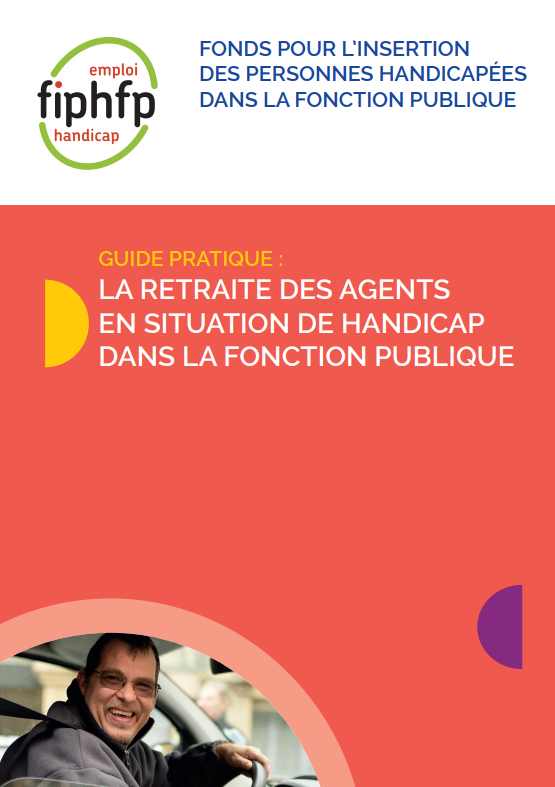 emploi
fiphfp
handicap
FONDS POUR L'INSERTION
DES PERSONNES HANDICAPÉES
DANS LA FONCTION PUBLIQUE
GUIDE PRATIQUE :
LA RETRAITE DES AGENTS
EN SITUATION DE HANDICAP
DANS LA FONCTION PUBLIQUE